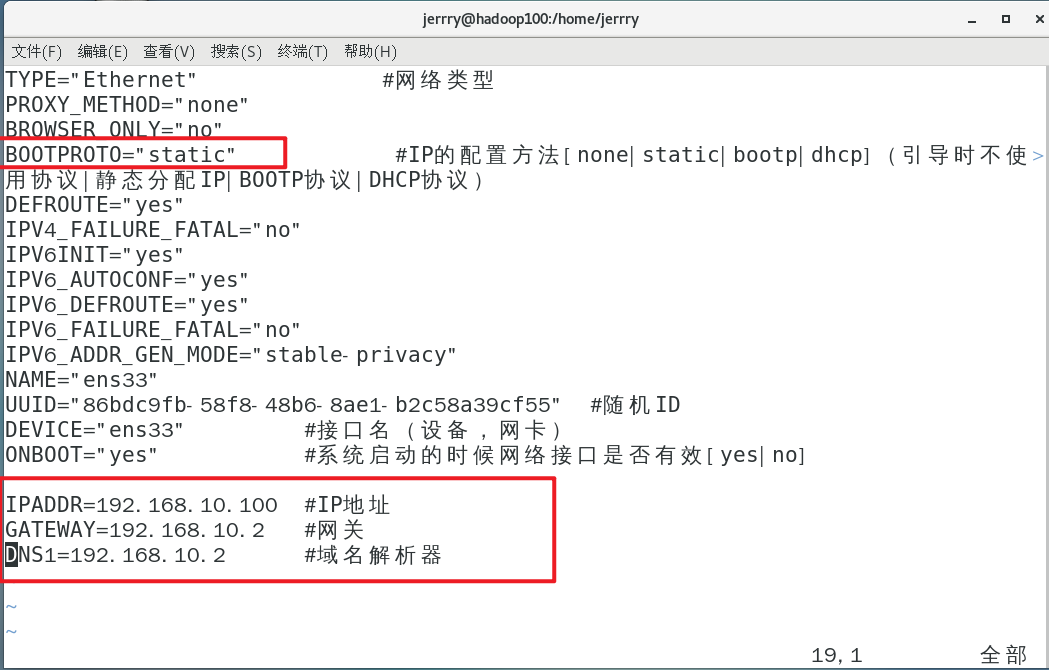 jerrry@hadoop100:/home/jerrry
文件(F) 编辑(E) 查看(V) 搜索(S) 终端(T) 帮助(H)
TYPE="Ethernet" #网络类型
PROXY_METHOD="none"
BROWSER_ONLY="no"
BOOTPROTO="static" #IP的配置方法[none|static|bootp|dhcp]（引导时不使>
用协议|静态分配IP|BOOTP协议|DHCP协议）
DEFROUTE="yes"
IPV4_FAILURE_FATAL="no"
IPV6INIT="yes"
IPV6_AUTOCONF="yes"
IPV6_DEFROUTE="yes"
IPV6_FAILURE_FATAL="no"
IPV6_ADDR_GEN_MODE="stable-privacy"
NAME="ens33"
UUID="86bdc9fb-58f8-48b6-8ae1-b2c58a39cf55" #随机ID
DEVICE="ens33" #接口名（设备，网卡）
ONBOOT="yes" #系统启动的时候网络接口是否有效[yes|no]
IPADDR=192.168.10.100 #IP地址
GATEWAY=192.168.10.2 #网关
DNS1=192.168.10.2 #域名解析器
~
~
19,1 全部